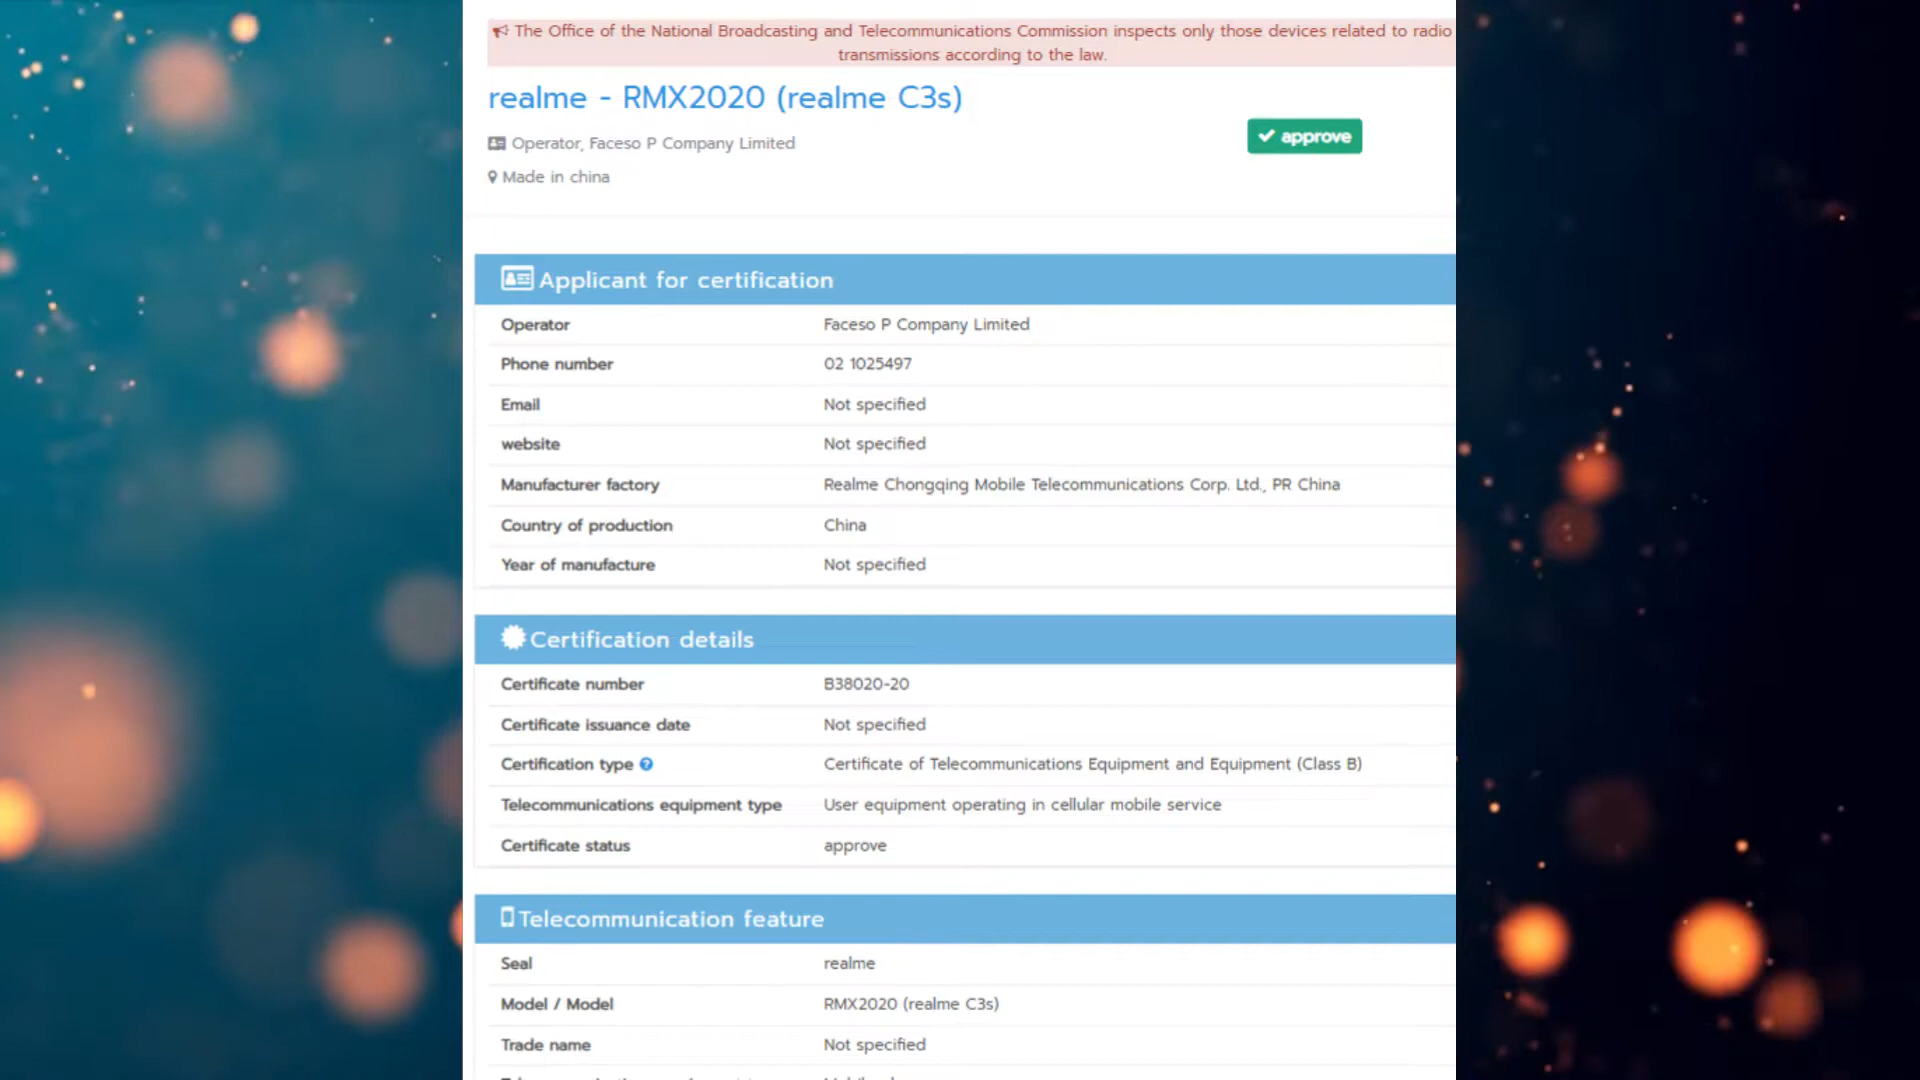 The Office of the National Broadcasting and Telecommunications Commission inspects only those devices related to radio
transmissions according to the law.
realme - RMX2020 (realme C3s)
approve
Operator, Faceso P Company Limited
Made in china
Applicant for certification
Operator Faceso P Company Limited
Phone number 02 1025497
Email Not specified
website Not specified
Manufacturer factory Realme Chongqing Mobile Telecommunications Corp. Ltd., PR China
Country of production China
Year of manufacture Not specified
Certification details
Certificate number B38020-20
Certificate issuance date Not specified
Certification type Certificate of Telecommunications Equipment and Equipment (Class B)
Telecommunications equipment type User equipment operating in cellular mobile service
Certificate status approve
Telecommunication feature
Seal realme
Model / Model RMX2020 (realme C3s)
Trade name Not specified